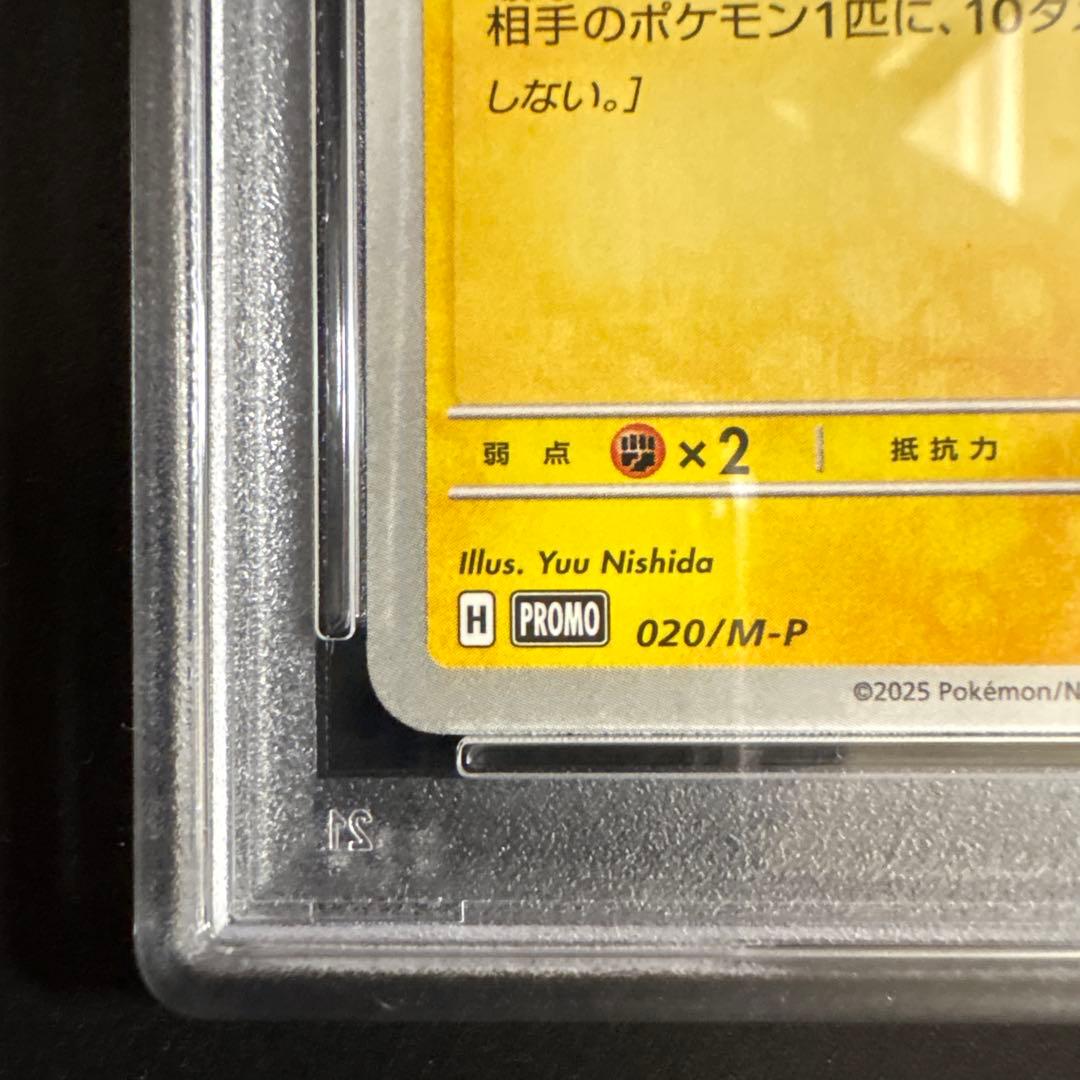 相手のポケモン1匹に、10ダ
しない。］
弱点 ×2 抵抗力
Illus. Yuu Nishida
H PROMO 020/M-P
©2025 Pokémon/N
21